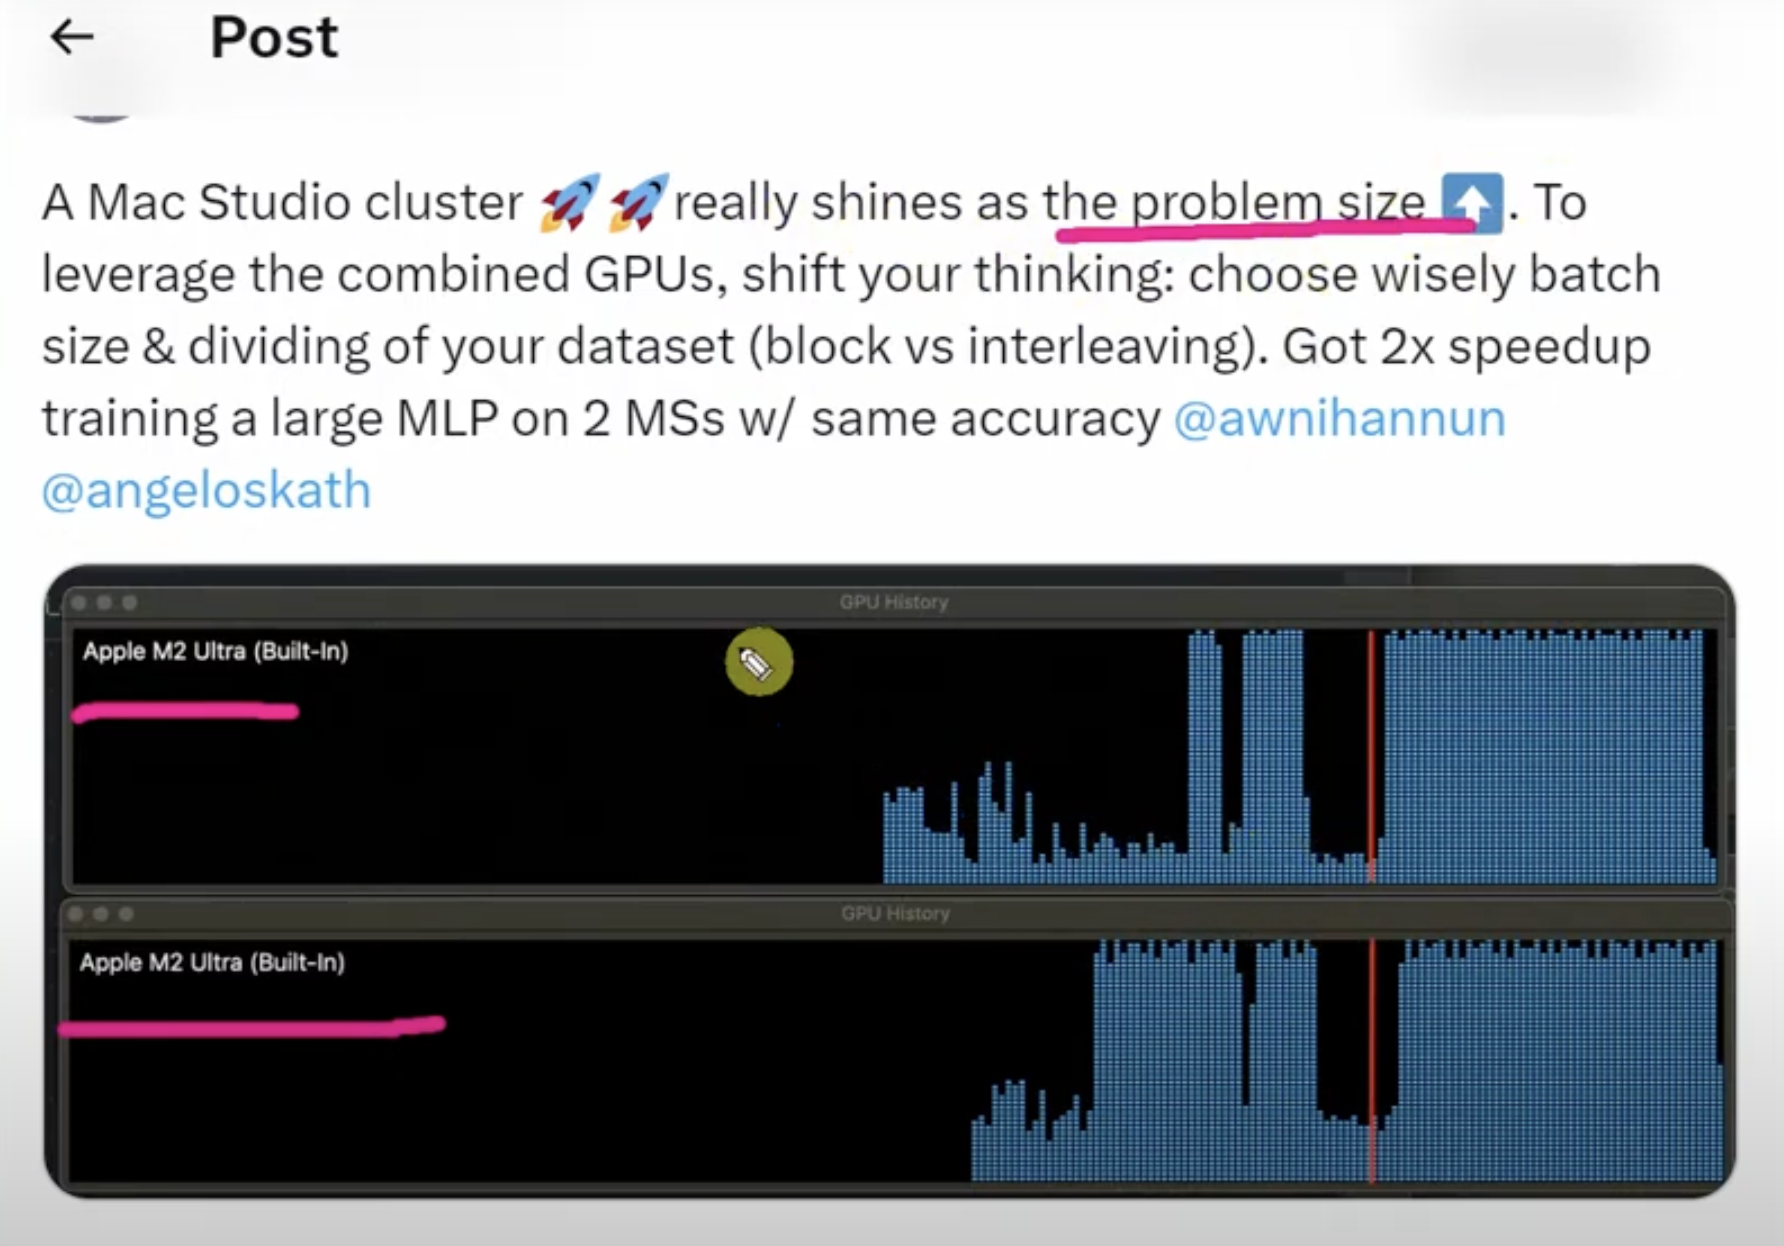 Post
A Mac Studio cluster 🚀🚀 really shines as the problem size ⬆️. To
leverage the combined GPUs, shift your thinking: choose wisely batch
size & dividing of your dataset (block vs interleaving). Got 2x speedup
training a large MLP on 2 MSs w/ same accuracy @awnihannun
@angeloskath
GPU History
Apple M2 Ultra (Built-In)
GPU History
Apple M2 Ultra (Built-In)